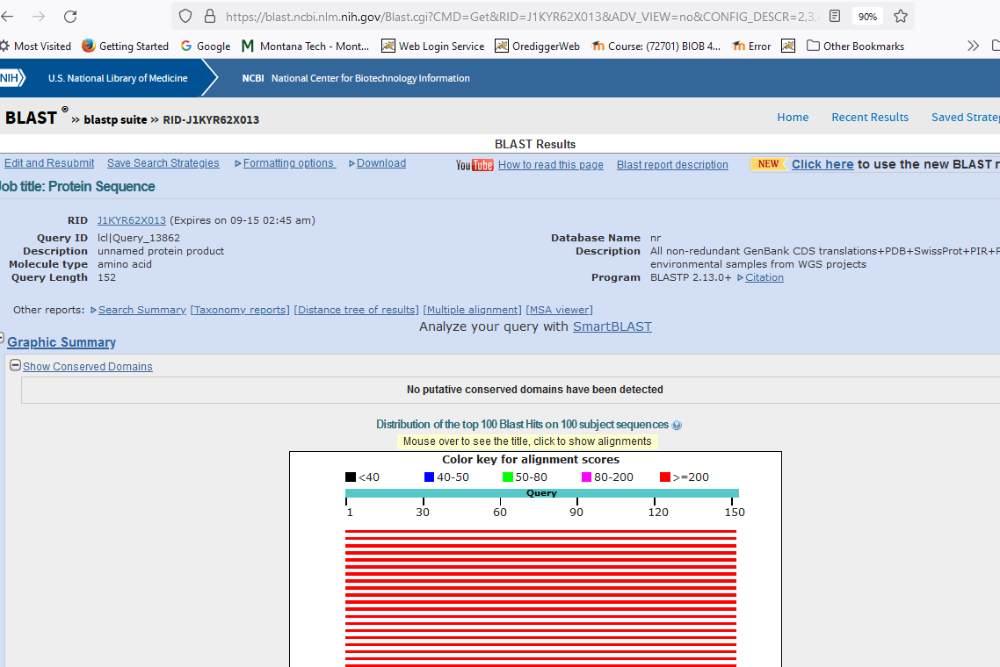 https://blast.ncbi.nlm.nih.gov/Blast.cgi?CMD=Get&RID=J1KYR62X013&ADV_VIEW=no&CONFIG_DESCR=2,3, 90%
Most Visited Getting Started Google Montana Tech - Mont... Web Login Service OrediggerWeb Course: (72701) BIOB 4... Error Other Bookmarks
NIH U.S. National Library of Medicine NCBI National Center for Biotechnology Information
BLAST ® » blastp suite » RID-J1KYR62X013 Home Recent Results Saved Strateg
BLAST Results
Edit and Resubmit Save Search Strategies Formatting options Download YouTube How to read this page Blast report description NEW Click here to use the new BLAST r
Job title: Protein Sequence
RID J1KYR62X013 (Expires on 09-15 02:45 am)
Query ID lcl|Query_13862 Database Name nr
Description unnamed protein product Description All non-redundant GenBank CDS translations+PDB+SwissProt+PIR+P
Molecule type amino acid environmental samples from WGS projects
Query Length 152 Program BLASTP 2.13.0+ Citation
Other reports: Search Summary [Taxonomy reports] [Distance tree of results] [Multiple alignment] [MSA viewer]
Analyze your query with SmartBLAST
Graphic Summary
Show Conserved Domains
No putative conserved domains have been detected
Distribution of the top 100 Blast Hits on 100 subject sequences
Mouse over to see the title, click to show alignments
Color key for alignment scores
<40 40-50 50-80 80-200 >=200
Query
1 30 60 90 120 150